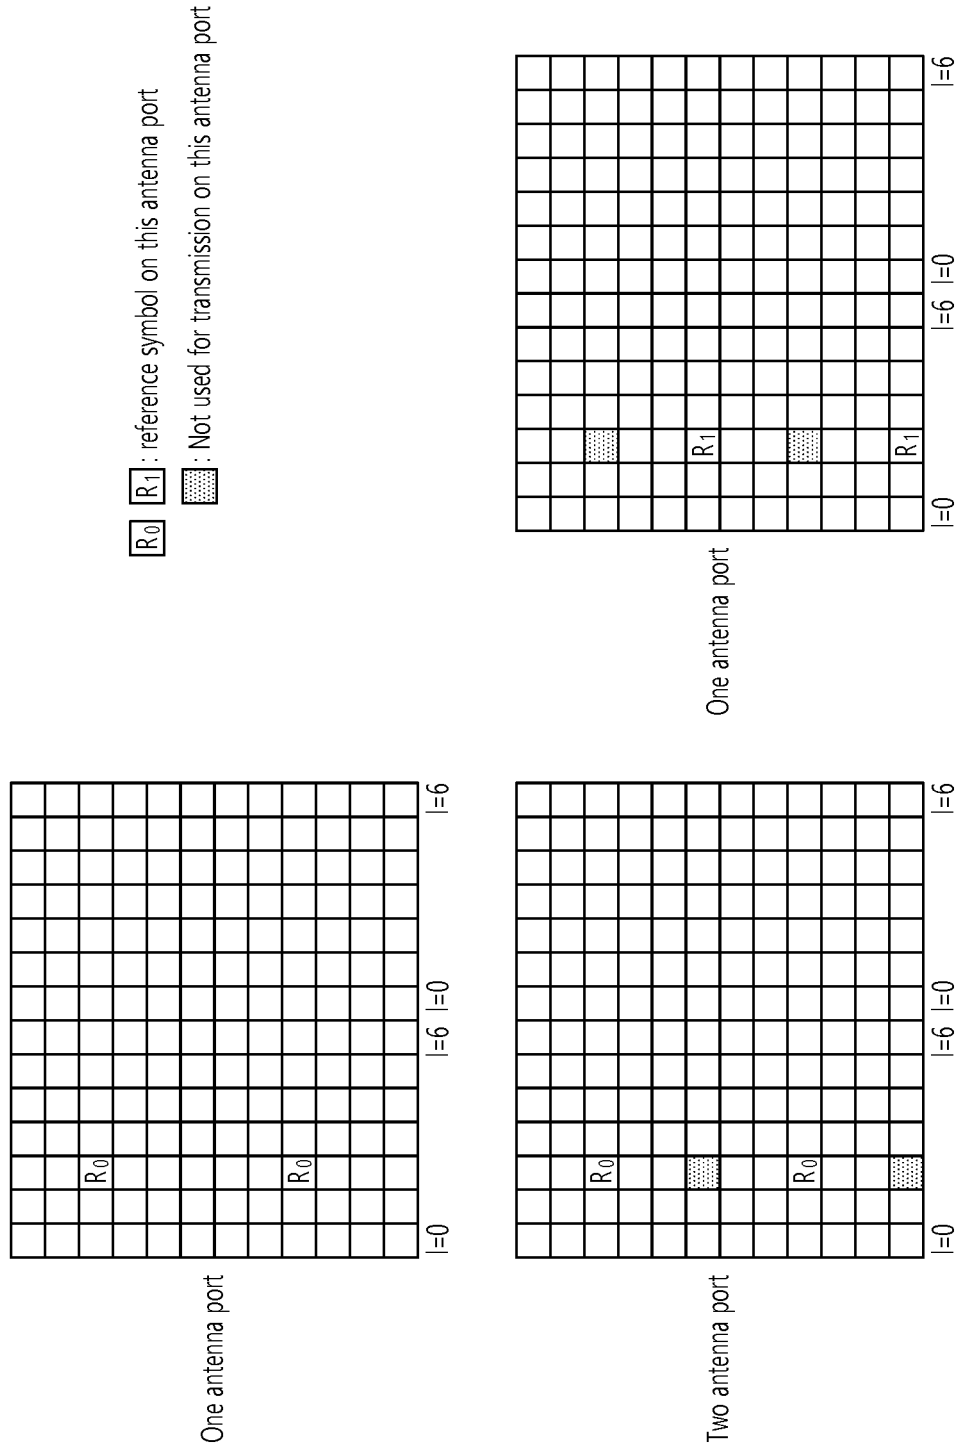 One antenna port
R0
R0
l=0 l=6 l=0 l=6
R0 R1 : reference symbol on this antenna port
: Not used for transmission on this antenna port
Two antenna port
R0
R0
l=0 l=6 l=0 l=6
One antenna port
R1
R1
l=0 l=6 l=0 l=6